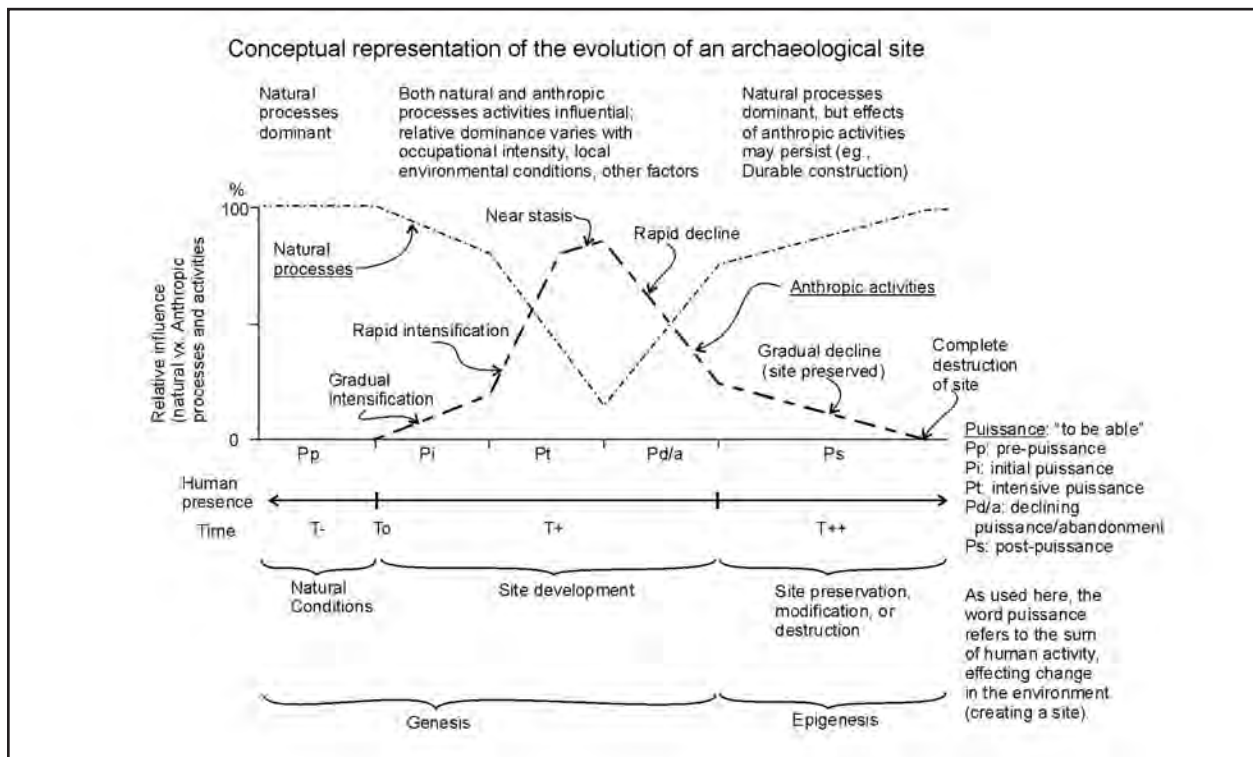 Conceptual representation of the evolution of an archaeological site
Natural
processes
dominant
Both natural and anthropic
processes activities influential;
relative dominance varies with
occupational intensity, local
environmental conditions, other factors
Natural processes
dominant, but effects
of anthropic activities
may persist (eg.,
Durable construction)
%
100
0
Relative influence
(natural vx. Anthropic
processes and activities
Natural
processes
Near stasis
Rapid decline
Anthropic activities
Rapid intensification
Gradual
Intensification
Gradual decline
(site preserved)
Complete
destruction
of site
Pp
Pi
Pt
Pd/a
Ps
Puissance: "to be able"
Pp: pre-puissance
Pi: initial puissance
Pt: intensive puissance
Pd/a: declining
puissance/abandonment
Ps: post-puissance
Human
presence
Time
T-
To
T+
T++
Natural
Conditions
Site development
Site preservation,
modification, or
destruction
As used here, the
word puissance
refers to the sum
of human activity,
effecting change
in the environment
(creating a site).
Genesis
Epigenesis